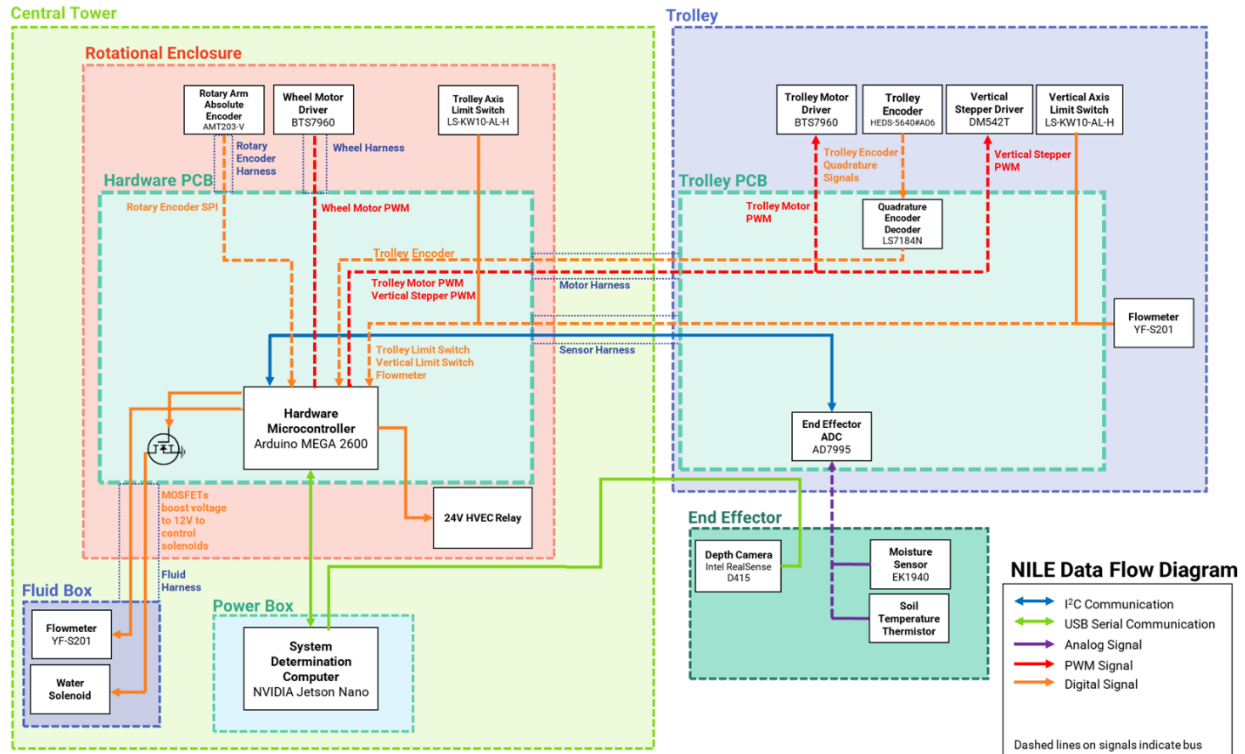 Central Tower
Trolley
Rotational Enclosure
Rotary Arm
Absolute
Encoder
AMT203-V
Wheel Motor
Driver
BTS7960
Trolley Axis
Limit Switch
LS-KW10-AL-H
Trolley Motor
Driver
BTS7960
Trolley
Encoder
HEDS-5640#A06
Vertical
Stepper Driver
DM542T
Vertical Axis
Limit Switch
LS-KW10-AL-H
Rotary
Encoder
Harness
Wheel Harness
Trolley Encoder
Quadrature
Signals
Vertical Stepper
PWM
Hardware PCB
Trolley PCB
Rotary Encoder SPI
Wheel Motor PWM
Trolley Motor
PWM
Quadrature
Encoder
Decoder
LS7184N
Trolley Encoder
Trolley Motor PWM
Vertical Stepper PWM
Motor Harness
Flowmeter
YF-S201
Trolley Limit Switch
Vertical Limit Switch
Flowmeter
Sensor Harness
Hardware
Microcontroller
Arduino MEGA 2600
End Effector
ADC
AD7995
MOSFETs
boost voltage
to 12V to
control
solenoids
24V HVEC Relay
End Effector
Depth Camera
Intel RealSense
D415
Moisture
Sensor
EK1940
Soil
Temperature
Thermistor
Fluid
Harness
Fluid Box
Flowmeter
YF-S201
Water
Solenoid
Power Box
System
Determination
Computer
NVIDIA Jetson Nano
NILE Data Flow Diagram
I²C Communication
USB Serial Communication
Analog Signal
PWM Signal
Digital Signal
Dashed lines on signals indicate bus